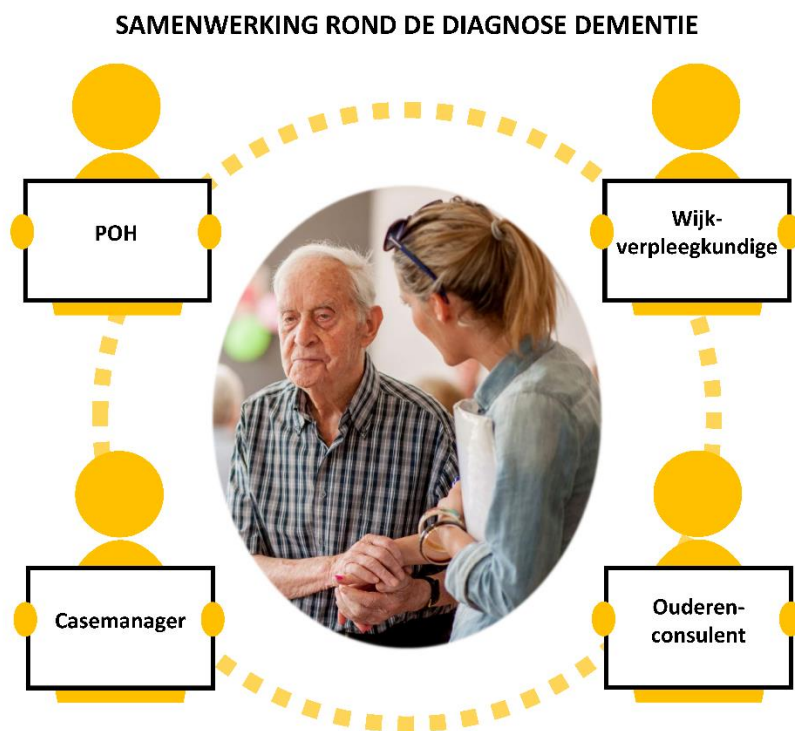 SAMENWERKING ROND DE DIAGNOSE DEMENTIE
POH
Wijk-
verpleegkundige
Casemanager
Ouderen-
consulent